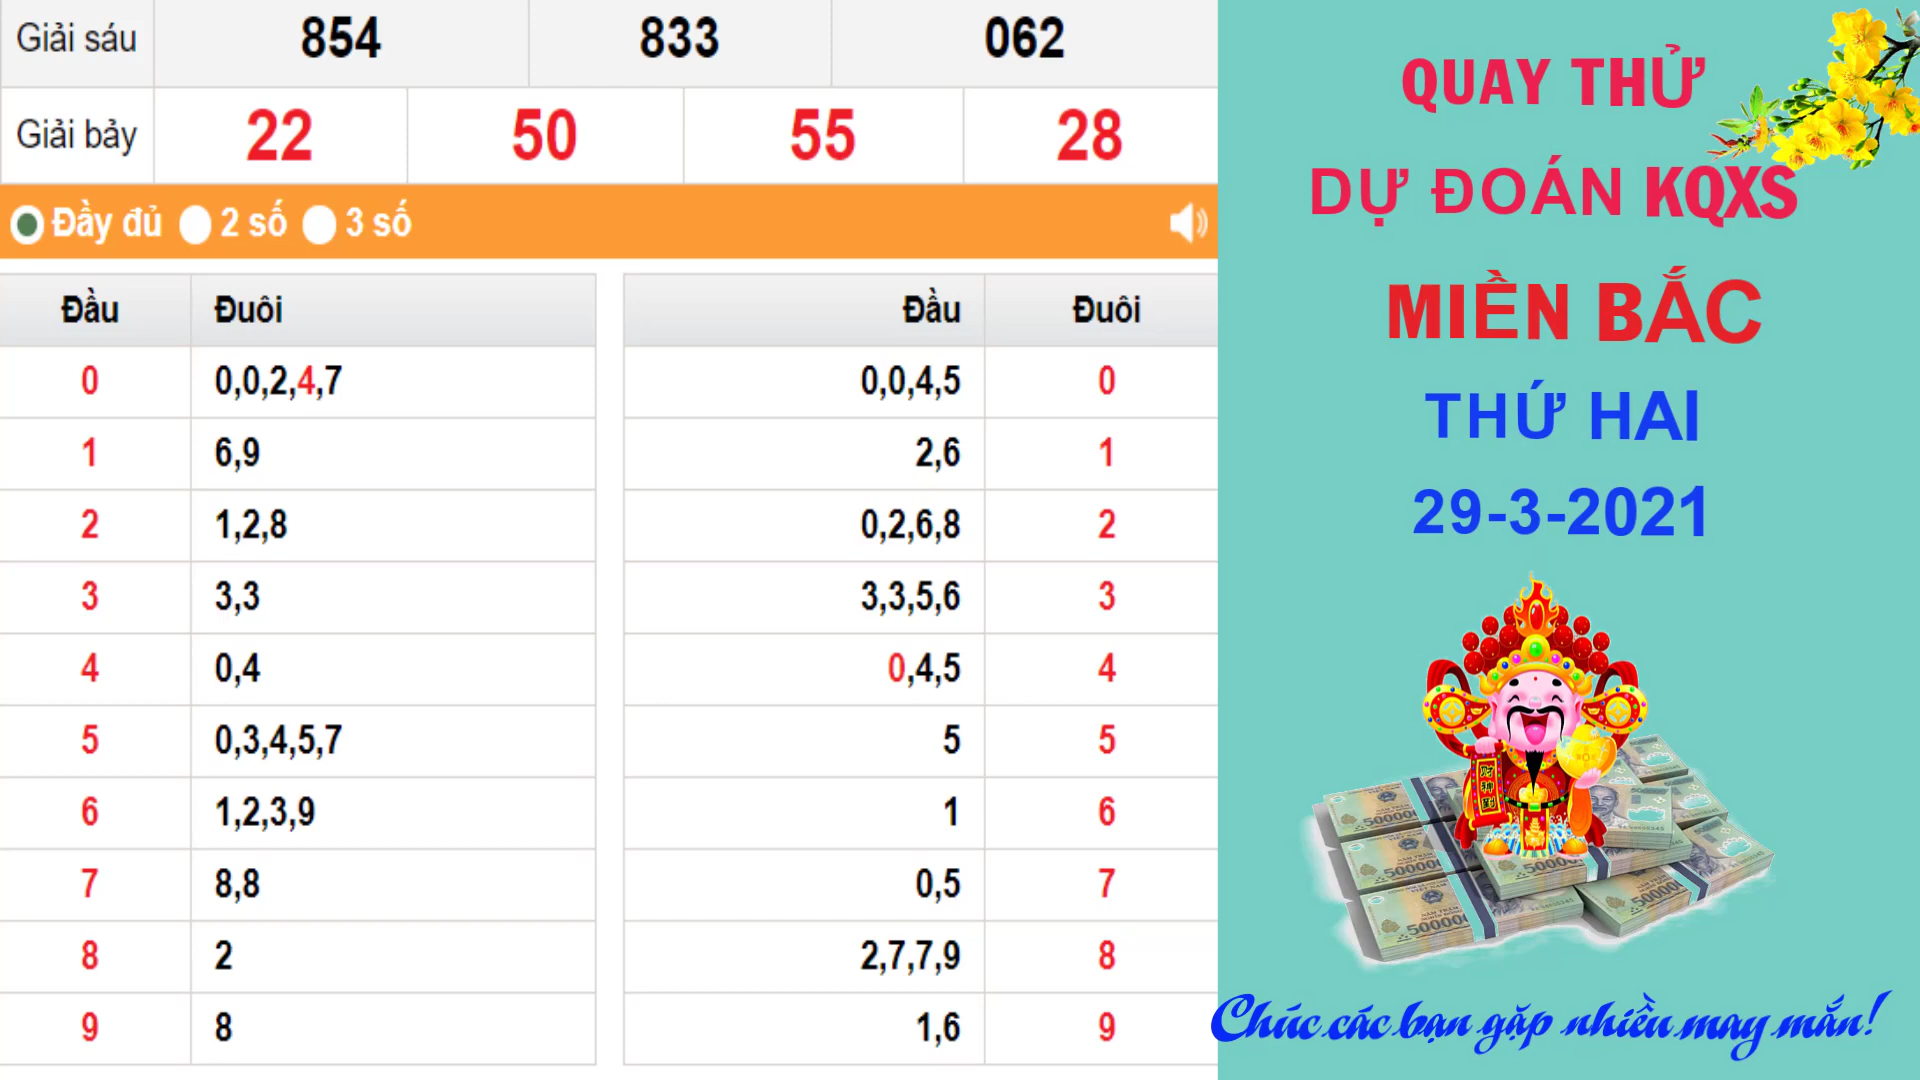 Giải sáu 854 833 062
Giải bảy 22 50 55 28
Đầy đủ 2 số 3 số
Đầu Đuôi
0 0,0,2,4,7
1 6,9
2 1,2,8
3 3,3
4 0,4
5 0,3,4,5,7
6 1,2,3,9
7 8,8
8 2
9 8
Đầu Đuôi
0,0,4,5 0
2,6 1
0,2,6,8 2
3,3,5,6 3
0,4,5 4
5 5
1 6
0,5 7
2,7,7,9 8
1,6 9
QUAY THỬ
DỰ ĐOÁN KQXS
MIỀN BẮC
THỨ HAI
29-3-2021
Chúc các bạn gặp nhiều may mắn!